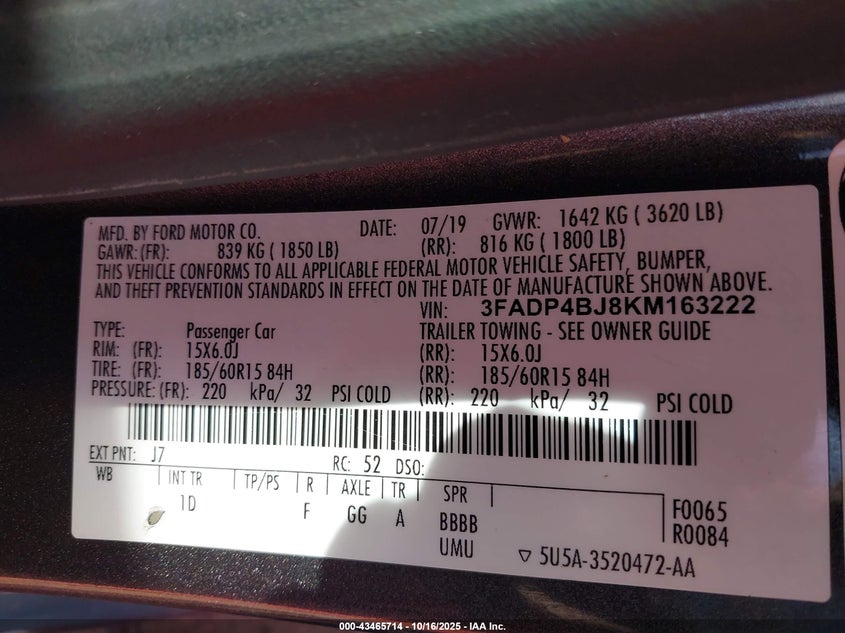 MFD. BY FORD MOTOR CO. DATE: 07/19 GVWR: 1642 KG ( 3620 LB)
GAWR: (FR): 839 KG ( 1850 LB) (RR): 816 KG ( 1800 LB)
THIS VEHICLE CONFORMS TO ALL APPLICABLE FEDERAL MOTOR VEHICLE SAFETY, BUMPER,
AND THEFT PREVENTION STANDARDS IN EFFECT ON THE DATE OF MANUFACTURE SHOWN ABOVE.
VIN: 3FADP4BJ8KM163222
TYPE: Passenger Car TRAILER TOWING - SEE OWNER GUIDE
RIM: (FR): 15X6.0J (RR): 15X6.0J
TIRE: (FR): 185/60R15 84H (RR): 185/60R15 84H
PRESSURE: (FR): 220 kPa/ 32 PSI COLD (RR): 220 kPa/ 32 PSI COLD
EXT PNT: J7 RC: 52 DSO:
WB INT TR TP/PS R AXLE TR SPR
1D F GG A BBBB F0065
UMU R0084
5U5A-3520472-AA
000-43465714 - 10/16/2025 - IAA Inc.